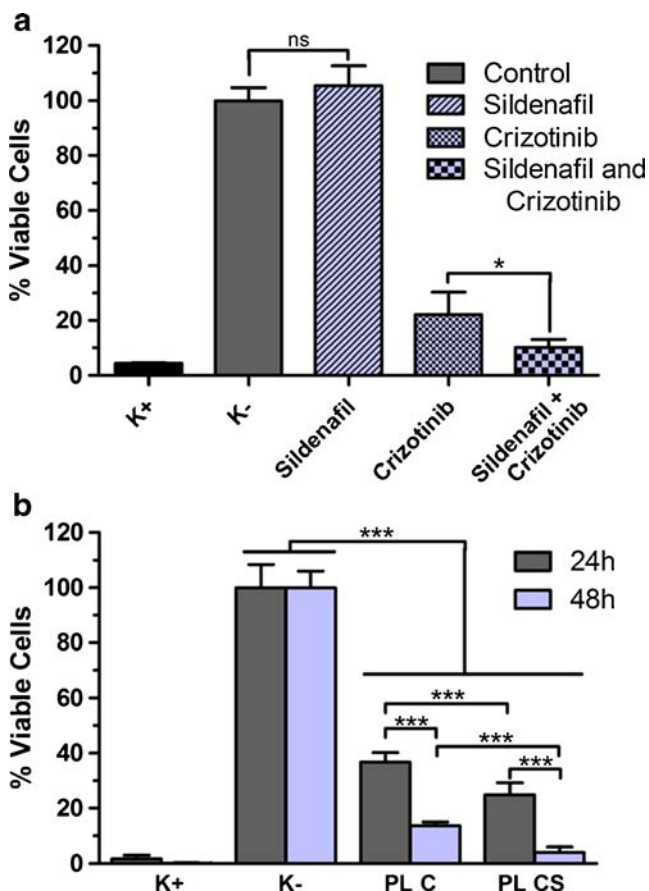 a
120
100
80
60
40
20
0
% Viable Cells
ns
*
Control
Sildenafil
Crizotinib
Sildenafil and
Crizotinib
K+
K-
Sildenafil
Crizotinib
Sildenafil +
Crizotinib
b
120
100
80
60
40
20
0
% Viable Cells
***
24h
48h
***
***
***
***
K+
K-
PL C
PL CS